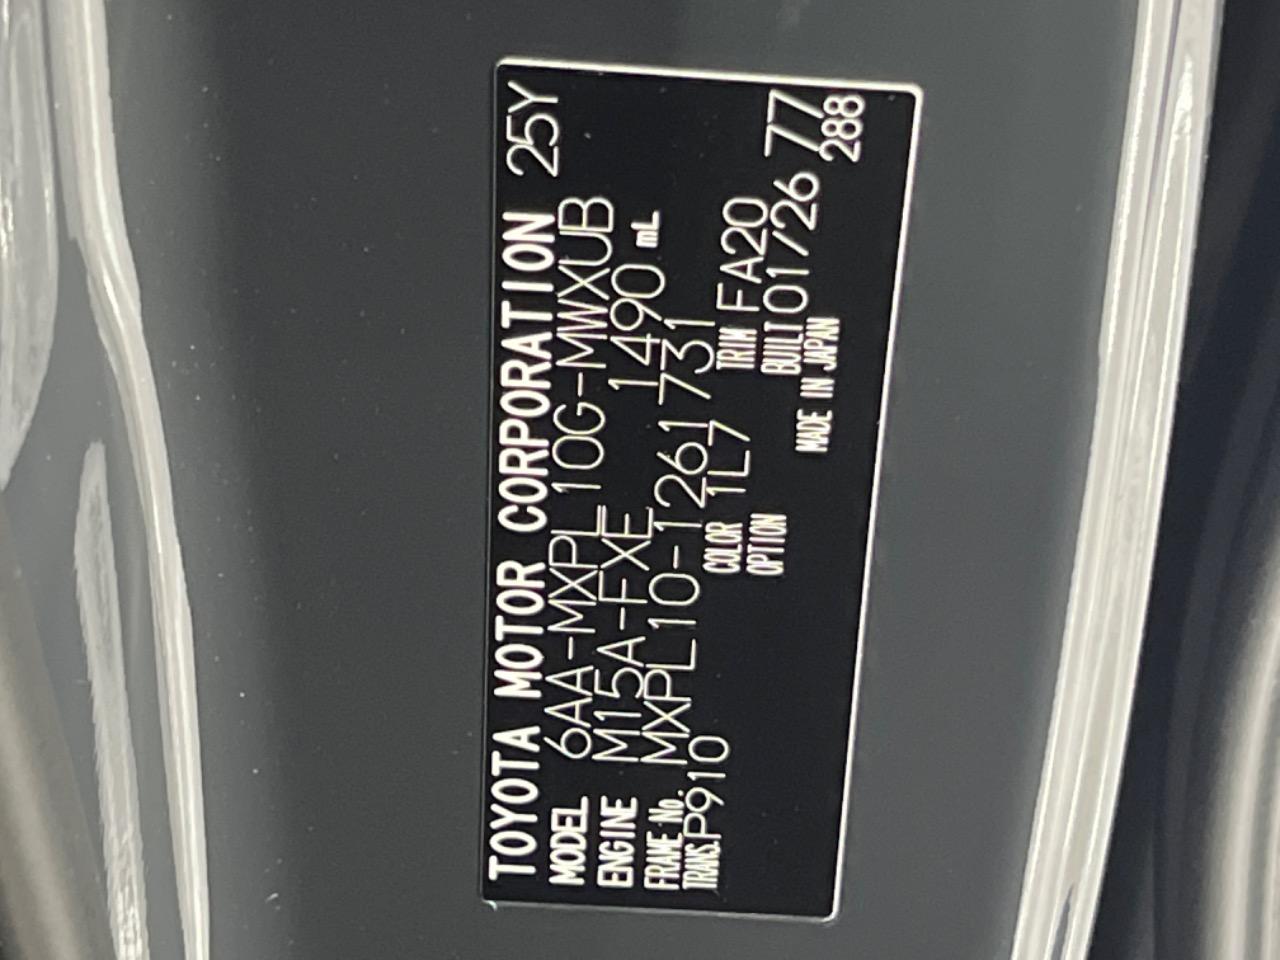 TOYOTA MOTOR CORPORATION 25Y
MODEL 6AA-MXPL10G-MWXUB
ENGINE M15A-FXE 1490 mL
FRAME No. MXPL10-1261731
TRANS. P910 COLOR 1L7 TRIM FA20
OPTION BUILT 01/26 77
MADE IN JAPAN 288